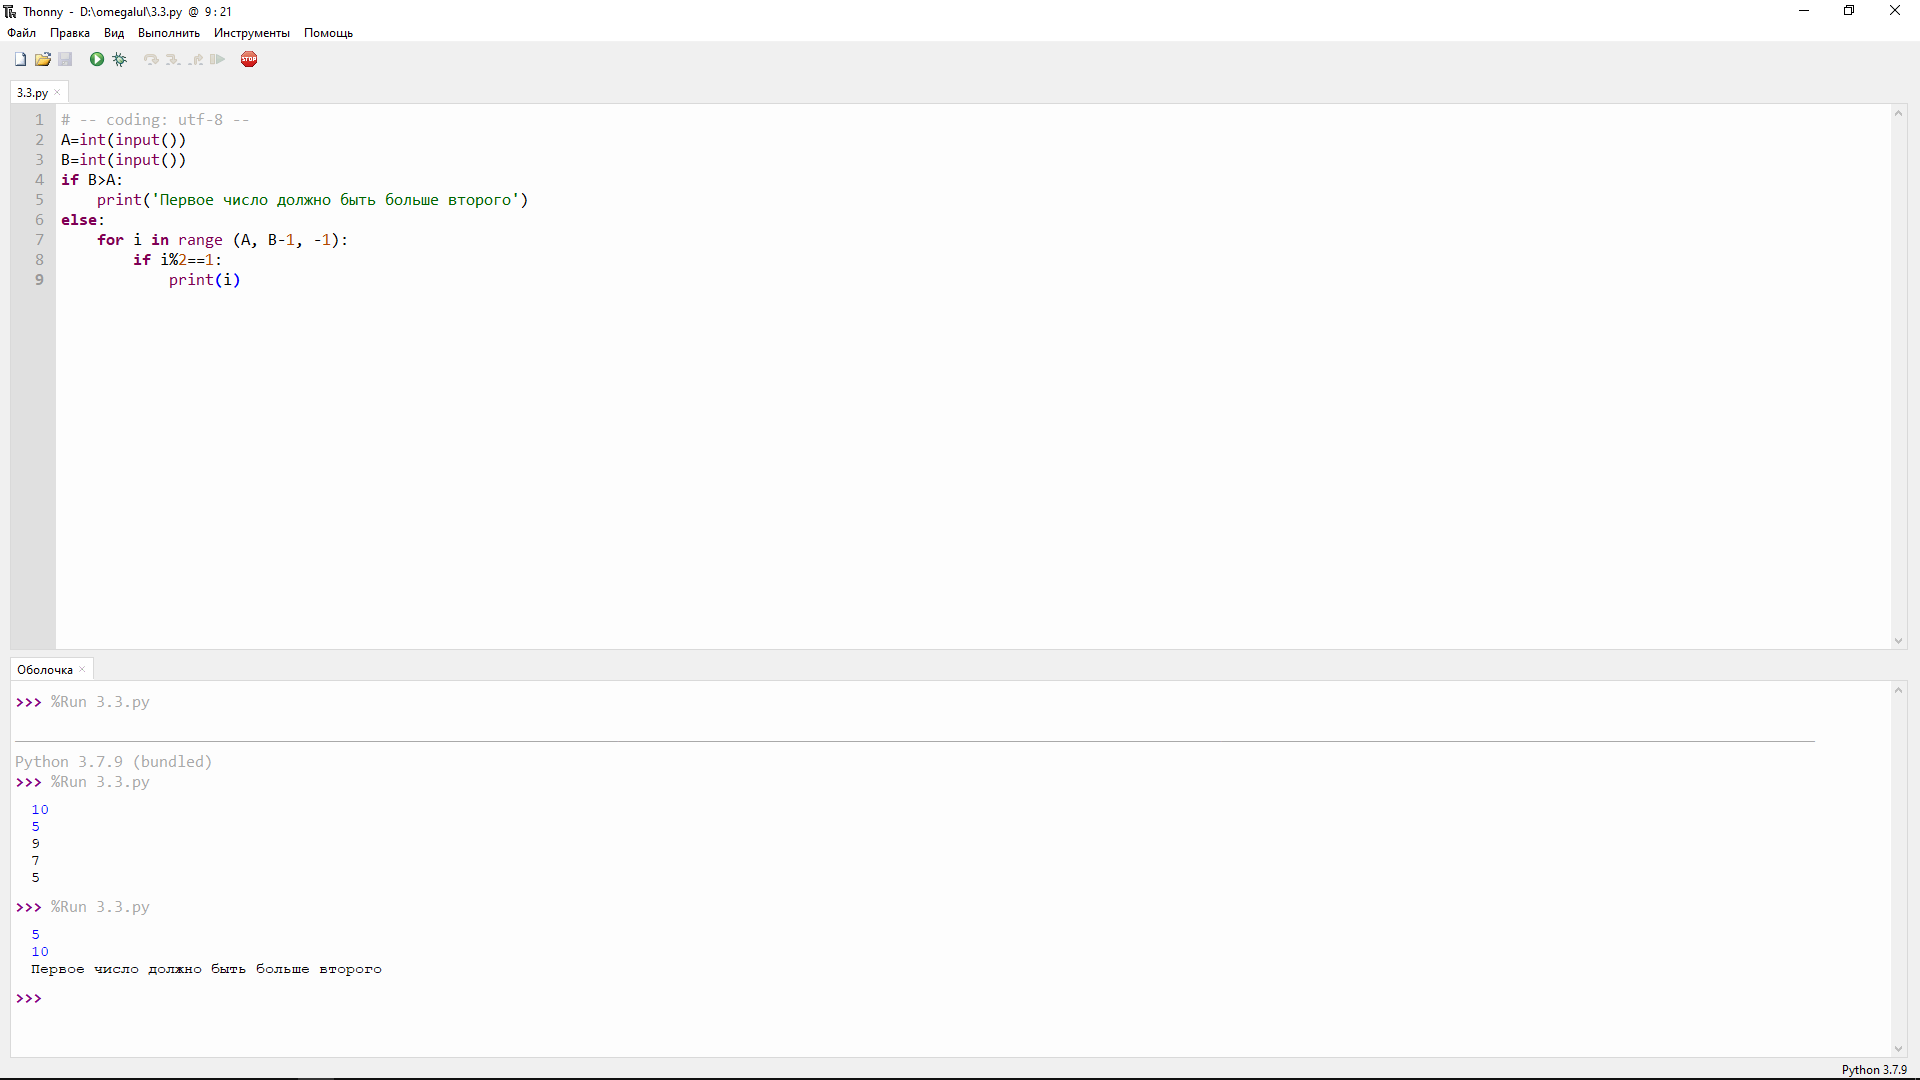 Thonny - D:\omegalul\3.3.py @ 9:21
Файл Правка Вид Выполнить Инструменты Помощь
STOP
3.3.py
1 # -- coding: utf-8 --
2 A=int(input())
3 B=int(input())
4 if B>A:
5     print('Первое число должно быть больше второго')
6 else:
7     for i in range (A, B-1, -1):
8         if i%2==1:
9             print(i)
Оболочка
>>> %Run 3.3.py
Python 3.7.9 (bundled)
>>> %Run 3.3.py
10
5
9
7
5
>>> %Run 3.3.py
5
10
Первое число должно быть больше второго
>>>
Python 3.7.9